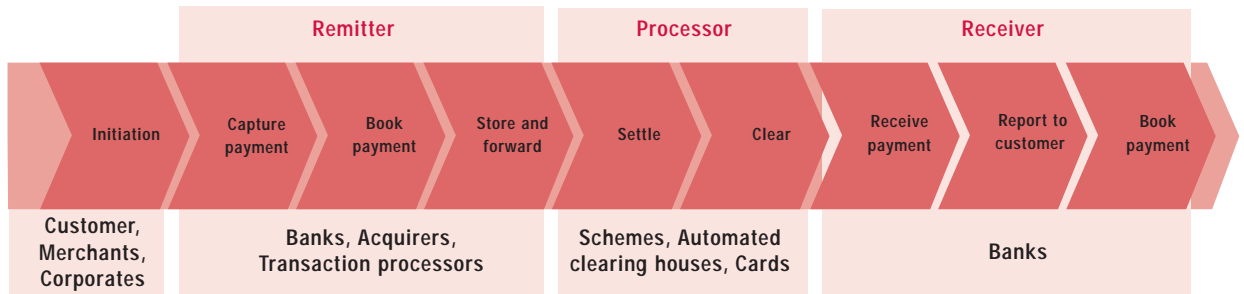 Remitter
Processor
Receiver
Initiation
Capture
payment
Book
payment
Store and
forward
Settle
Clear
Receive
payment
Report to
customer
Book
payment
Customer,
Merchants,
Corporates
Banks, Acquirers,
Transaction processors
Schemes, Automated
clearing houses, Cards
Banks